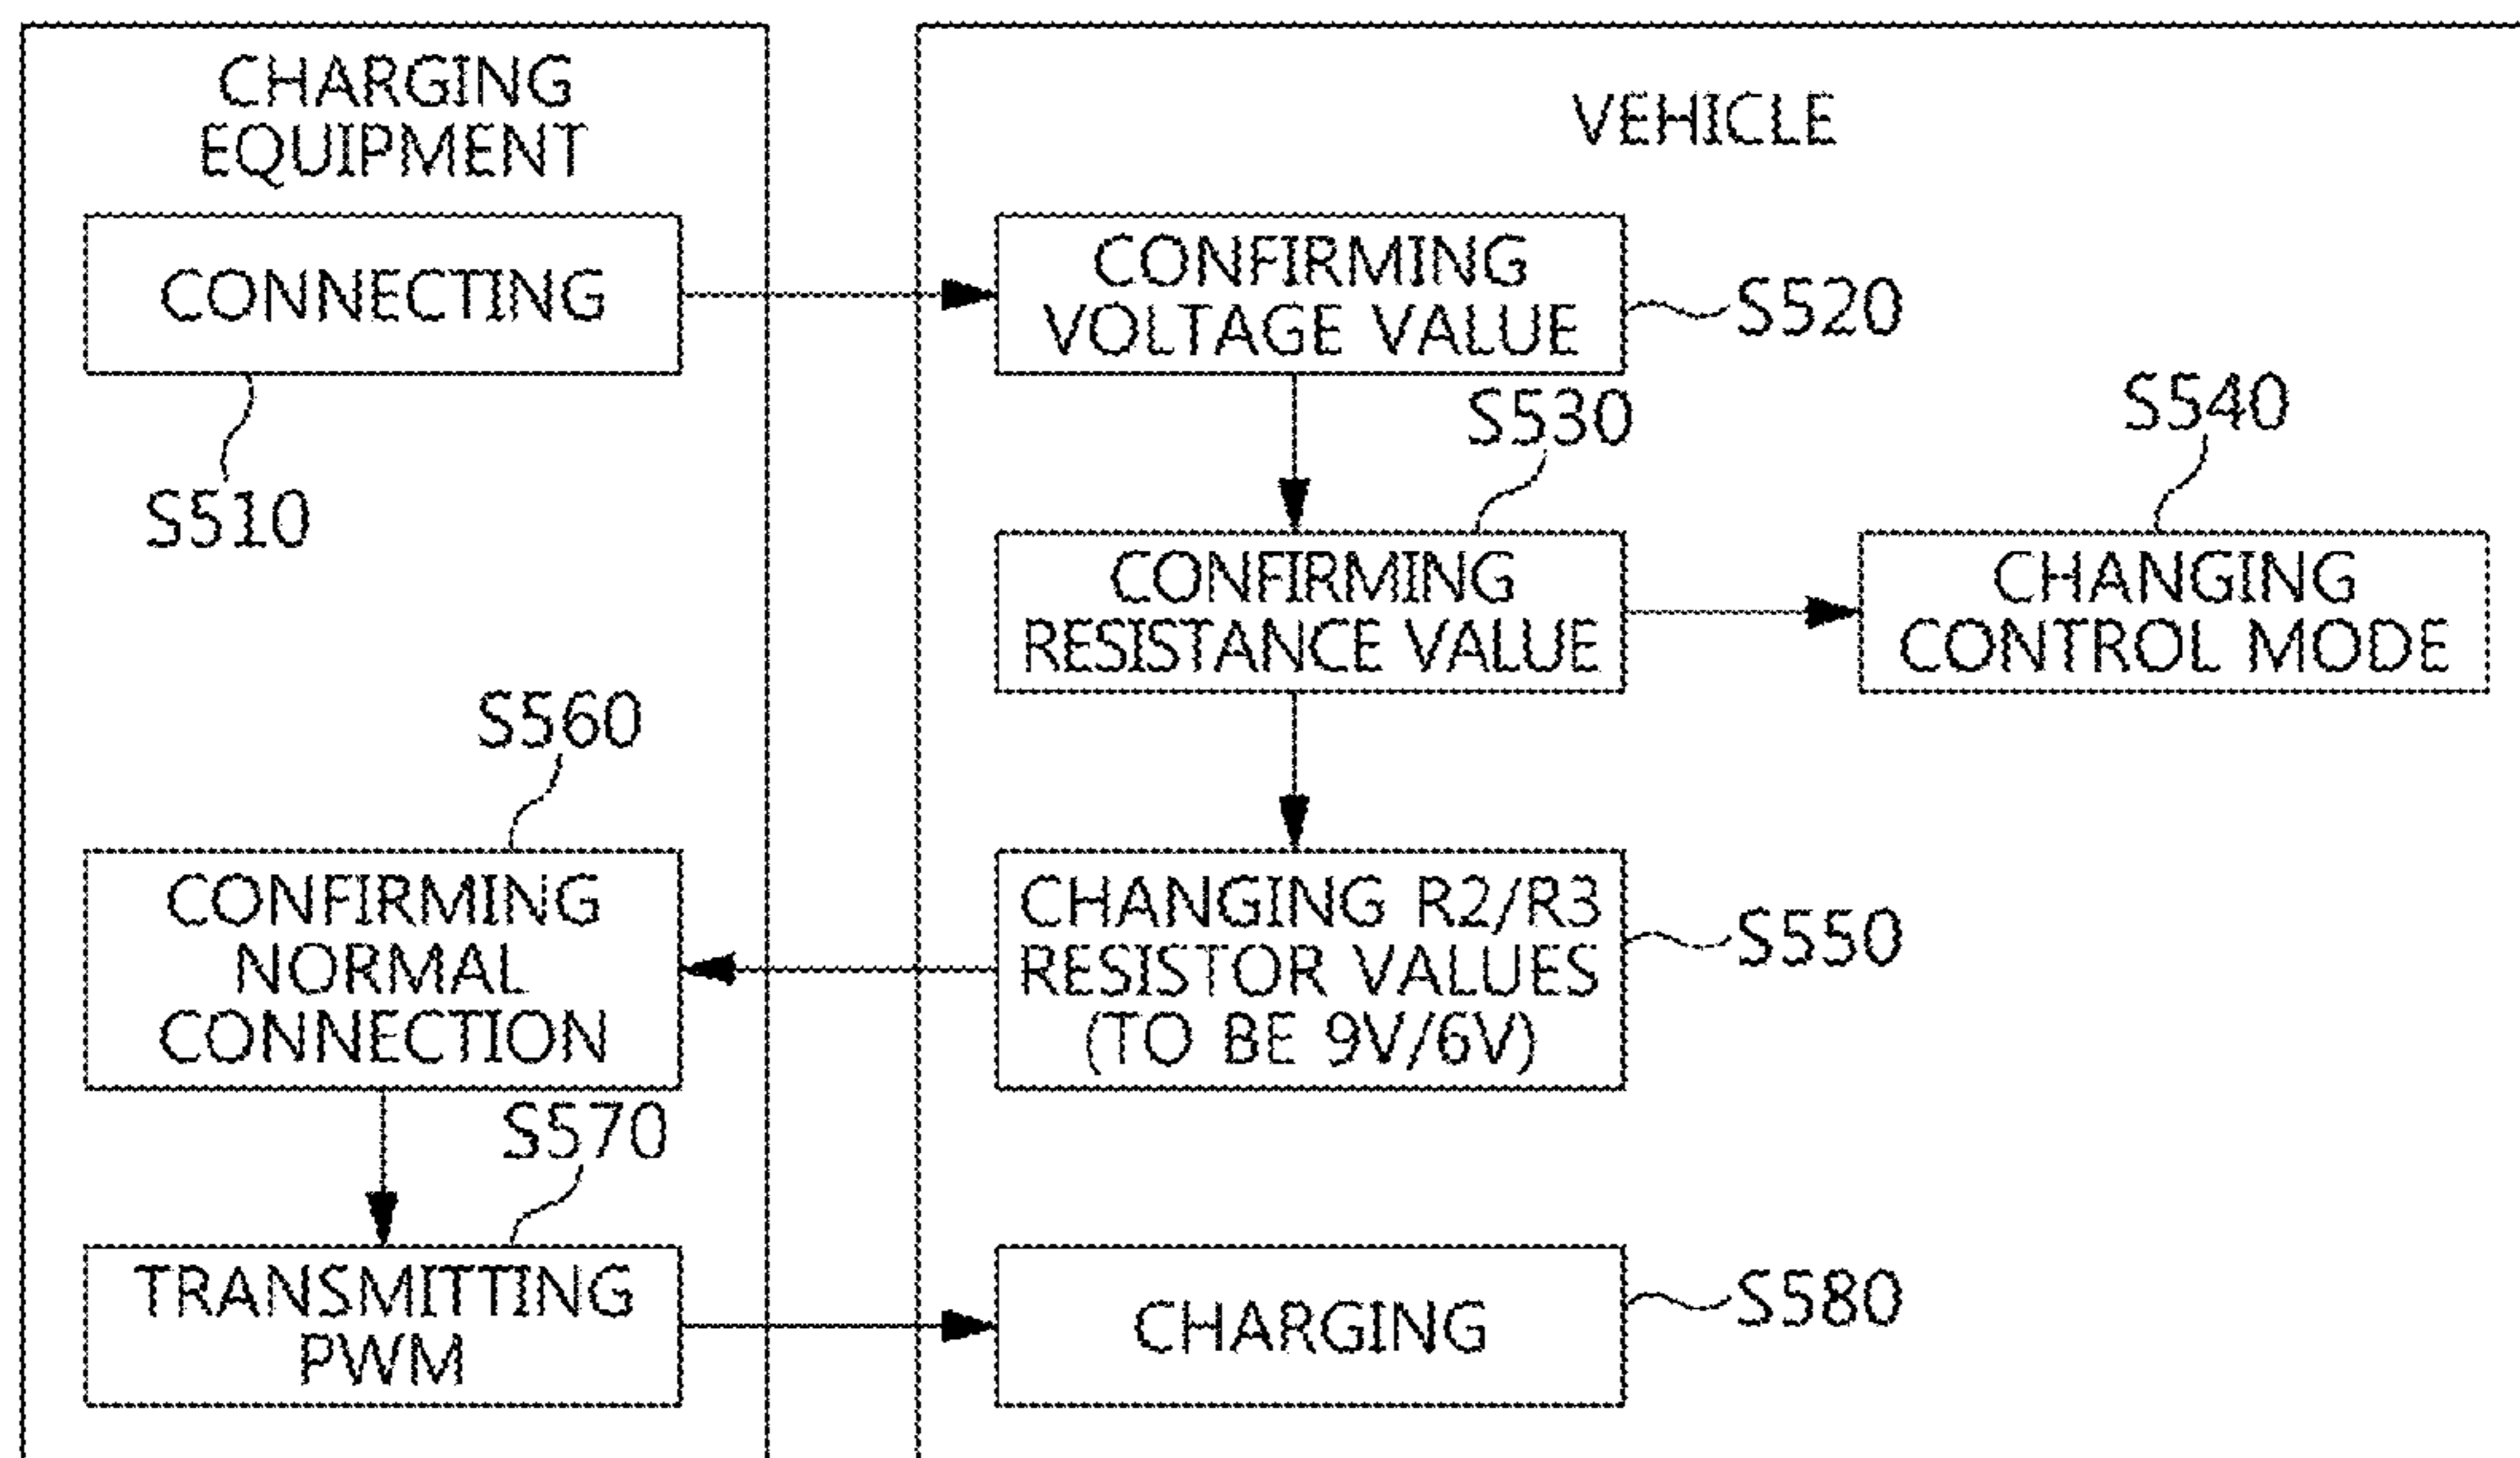 CHARGING
EQUIPMENT
VEHICLE
CONNECTING
S510
CONFIRMING
VOLTAGE VALUE
S520
S530
CONFIRMING
RESISTANCE VALUE
S540
CHANGING
CONTROL MODE
CHANGING R2/R3
RESISTOR VALUES
(TO BE 9V/6V)
S550
S560
CONFIRMING
NORMAL
CONNECTION
S570
TRANSMITTING
PWM
CHARGING
S580